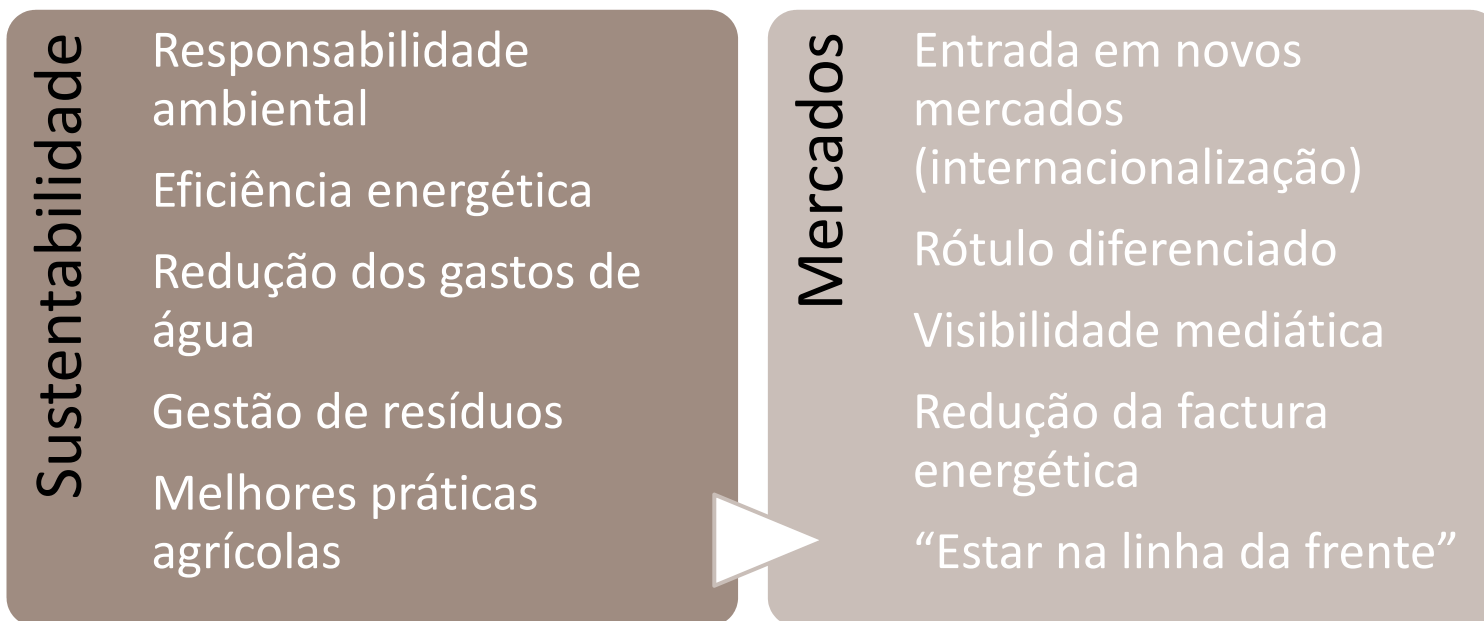 Sustentabilidade
Responsabilidade
ambiental
Eficiência energética
Redução dos gastos de
água
Gestão de resíduos
Melhores práticas
agrícolas
Mercados
Entrada em novos
mercados
(internacionalização)
Rótulo diferenciado
Visibilidade mediática
Redução da factura
energética
“Estar na linha da frente”